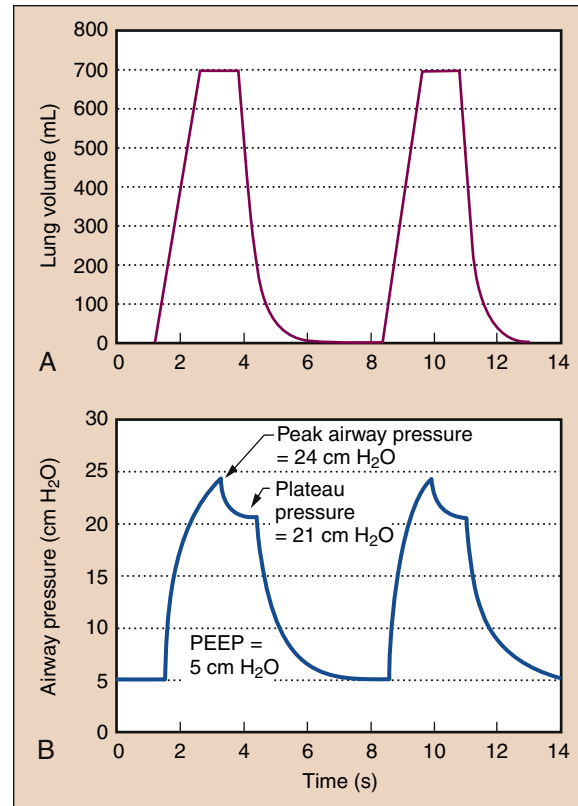 800
700
600
500
400
300
200
100
0
Lung volume (mL)
0 2 4 6 8 10 12 14
A
30
25
20
15
10
5
0
Airway pressure (cm H₂O)
Peak airway pressure
= 24 cm H₂O
Plateau
pressure
= 21 cm H₂O
PEEP =
5 cm H₂O
0 2 4 6 8 10 12 14
B
Time (s)